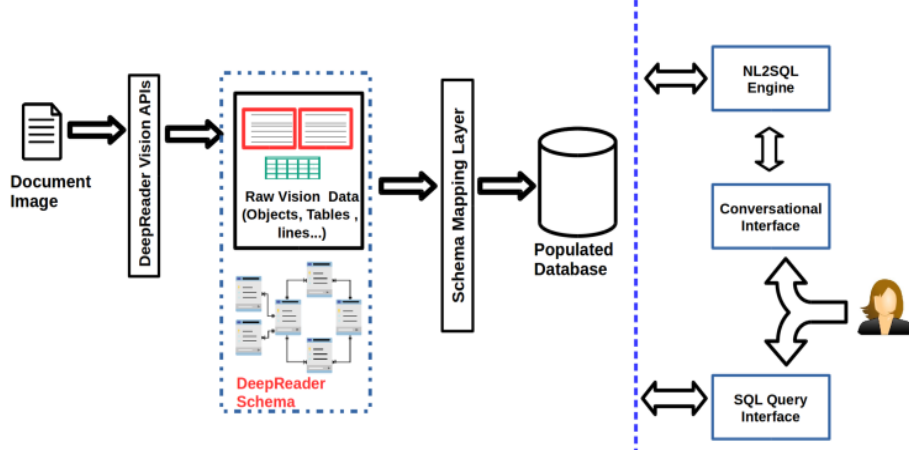 Document
Image
DeepReader Vision APIs
Raw Vision Data
(Objects, Tables ,
lines...)
DeepReader
Schema
Schema Mapping Layer
Populated
Database
NL2SQL
Engine
Conversational
Interface
SQL Query
Interface